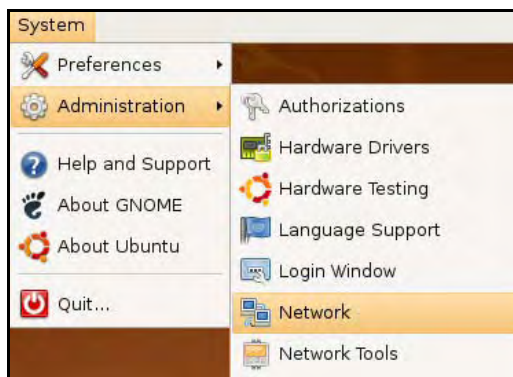 System
Preferences
Administration
Help and Support
About GNOME
About Ubuntu
Quit...
Authorizations
Hardware Drivers
Hardware Testing
Language Support
Login Window
Network
Network Tools